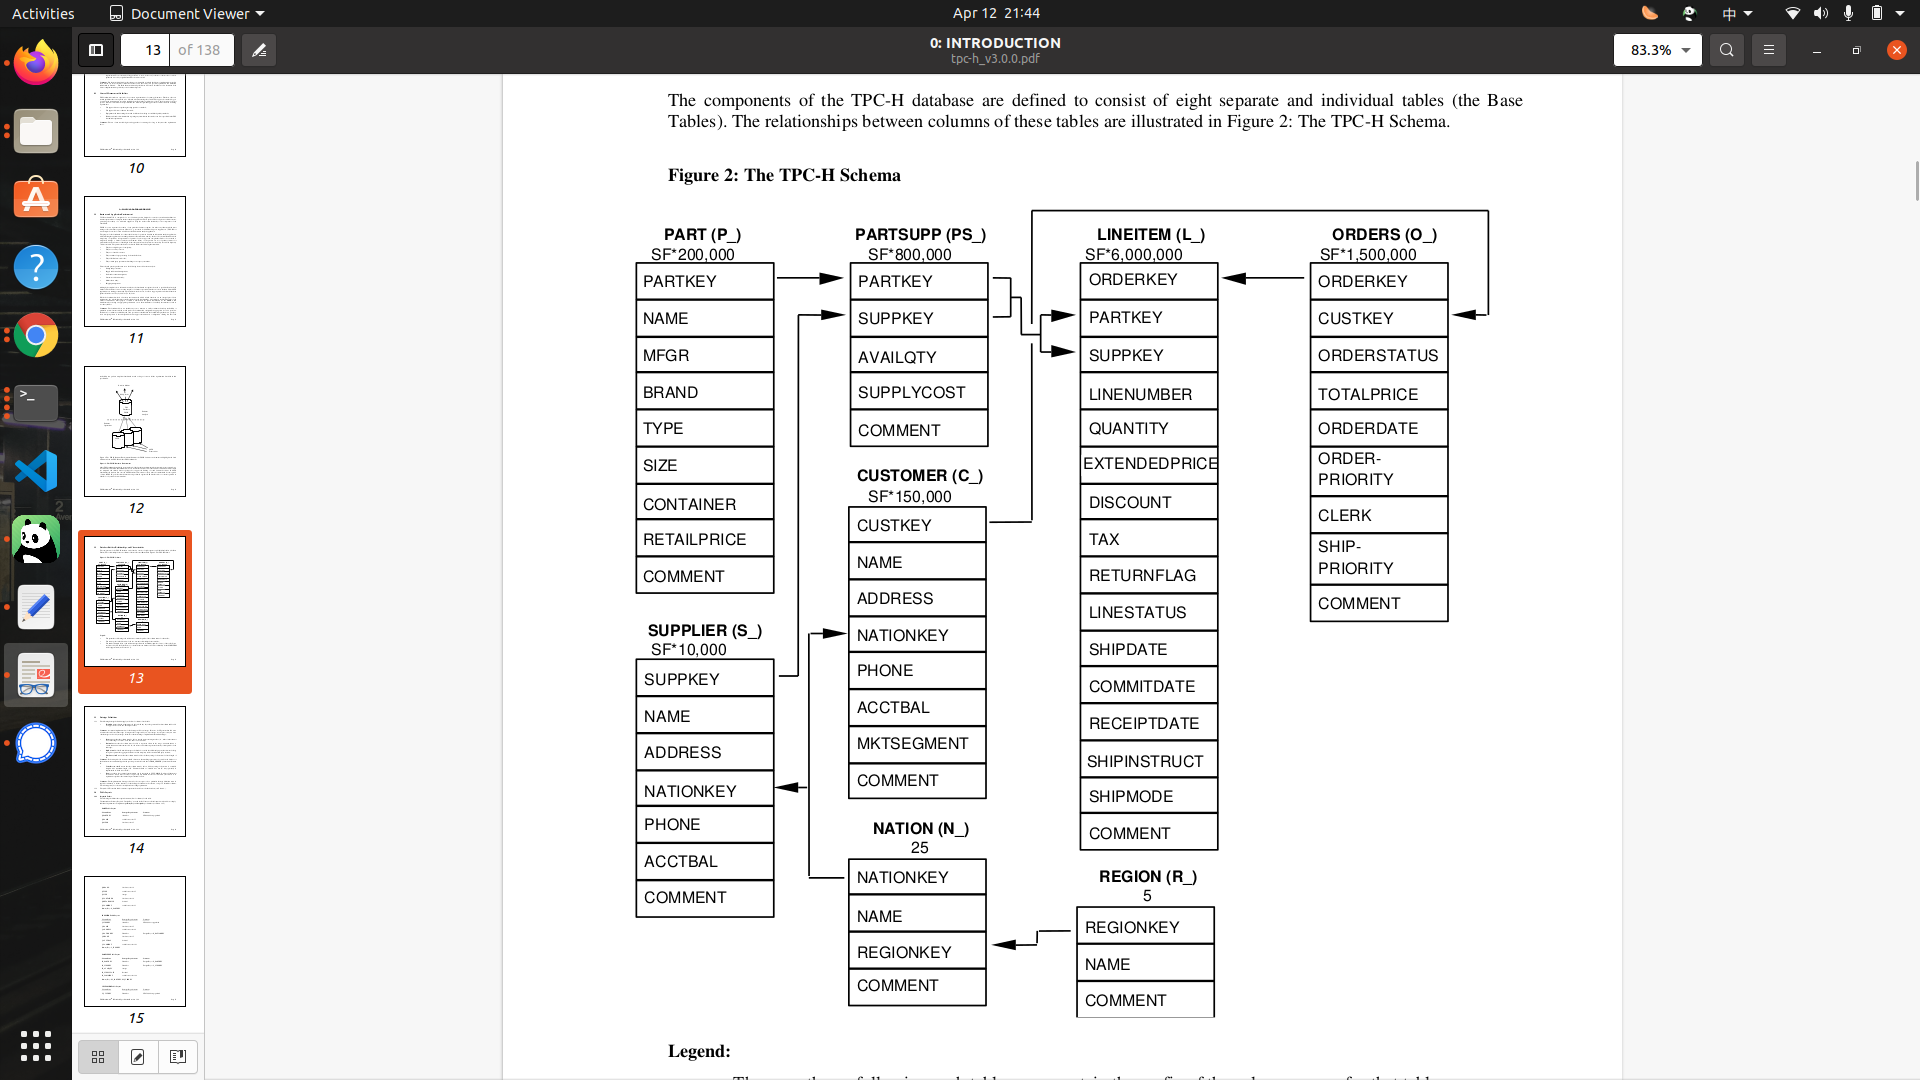 Activities
Document Viewer
Apr 12 21:44
中
13 of 138
0: INTRODUCTION
tpc-h_v3.0.0.pdf
83.3%
10
11
12
13
14
15
The components of the TPC-H database are defined to consist of eight separate and individual tables (the Base
Tables). The relationships between columns of these tables are illustrated in Figure 2: The TPC-H Schema.
Figure 2: The TPC-H Schema
PART (P_)
SF*200,000
PARTKEY
NAME
MFGR
BRAND
TYPE
SIZE
CONTAINER
RETAILPRICE
COMMENT
SUPPLIER (S_)
SF*10,000
SUPPKEY
NAME
ADDRESS
NATIONKEY
PHONE
ACCTBAL
COMMENT
PARTSUPP (PS_)
SF*800,000
PARTKEY
SUPPKEY
AVAILQTY
SUPPLYCOST
COMMENT
CUSTOMER (C_)
SF*150,000
CUSTKEY
NAME
ADDRESS
NATIONKEY
PHONE
ACCTBAL
MKTSEGMENT
COMMENT
NATION (N_)
25
NATIONKEY
NAME
REGIONKEY
COMMENT
LINEITEM (L_)
SF*6,000,000
ORDERKEY
PARTKEY
SUPPKEY
LINENUMBER
QUANTITY
EXTENDEDPRICE
DISCOUNT
TAX
RETURNFLAG
LINESTATUS
SHIPDATE
COMMITDATE
RECEIPTDATE
SHIPINSTRUCT
SHIPMODE
COMMENT
REGION (R_)
5
REGIONKEY
NAME
COMMENT
ORDERS (O_)
SF*1,500,000
ORDERKEY
CUSTKEY
ORDERSTATUS
TOTALPRICE
ORDERDATE
ORDER-
PRIORITY
CLERK
SHIP-
PRIORITY
COMMENT
Legend: